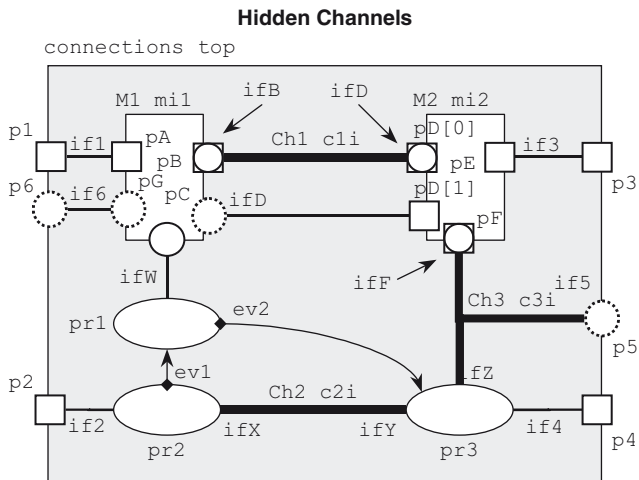 Hidden Channels
connections top
ifB
ifD
M1 mi1
M2 mi2
p1
if1
pA
pB
Ch1 c1i
pD[0]
pE
if3
p3
p6
if6
pG
pC
ifD
pD[1]
pF
ifW
ifF
Ch3 c3i
if5
p5
pr1
ev2
ev1
ifZ
p2
if2
Ch2 c2i
pr2
ifX
ifY
pr3
if4
p4